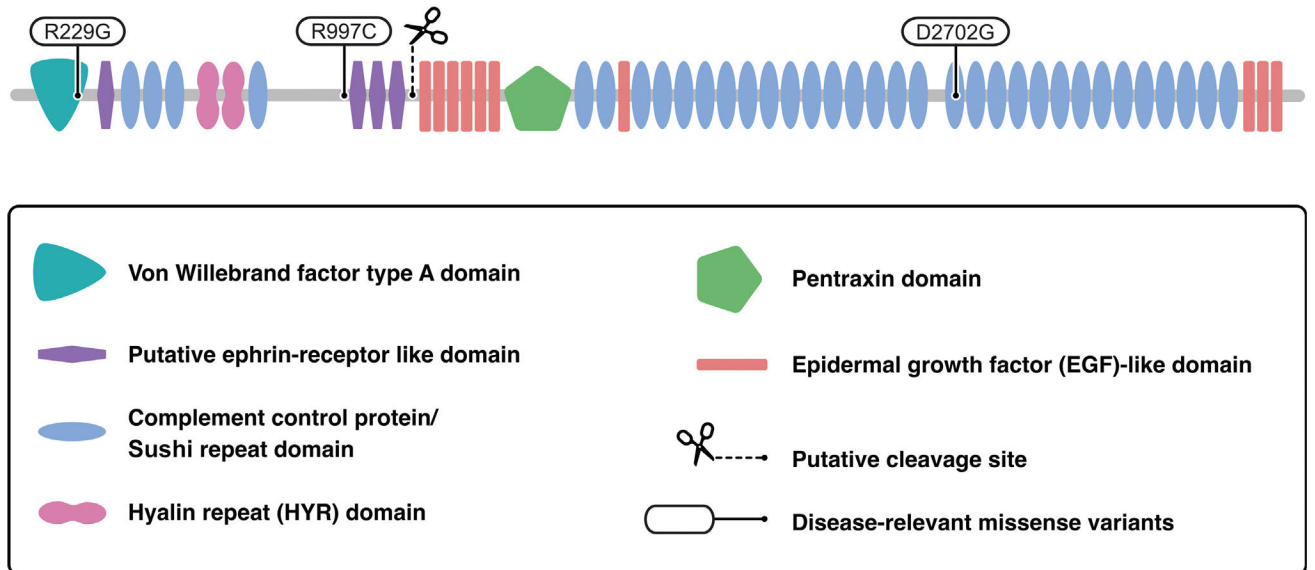 R229G
R997C
D2702G
Von Willebrand factor type A domain
Putative ephrin-receptor like domain
Complement control protein/
Sushi repeat domain
Hyalin repeat (HYR) domain
Pentraxin domain
Epidermal growth factor (EGF)-like domain
Putative cleavage site
Disease-relevant missense variants